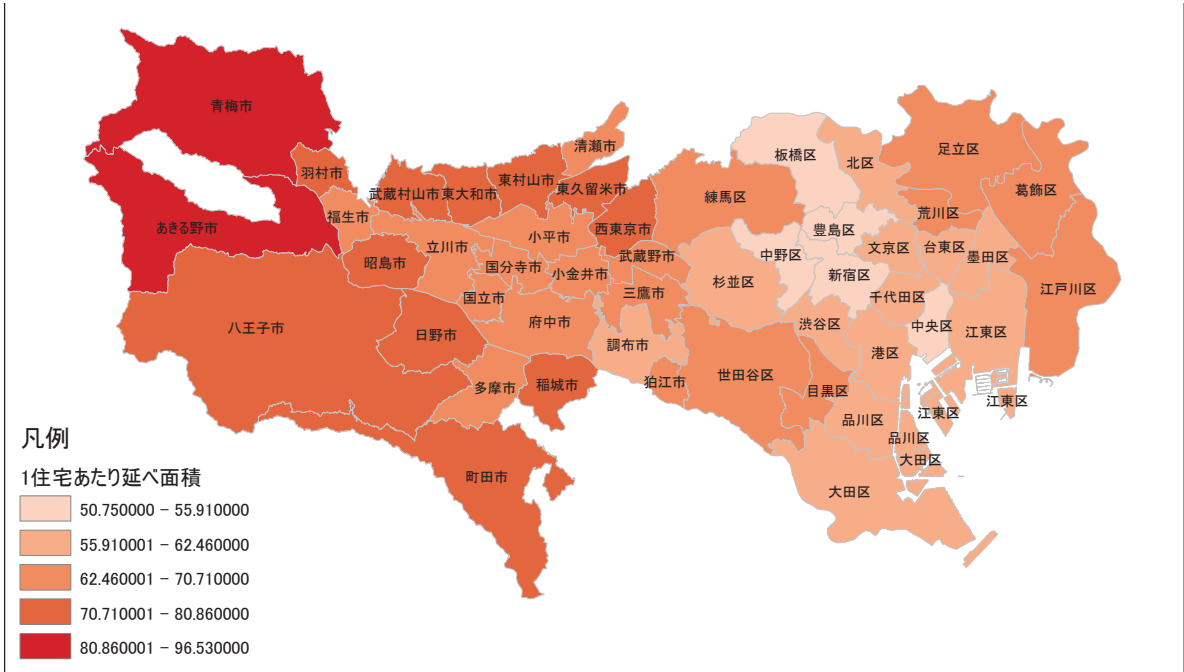 青梅市
清瀬市
板橋区
北区
足立区
羽村市
武蔵村山市
東大和市
東村山市
東久留米市
練馬区
葛飾区
福生市
あきる野市
西東京市
豊島区
荒川区
小平市
立川市
武蔵野市
中野区
文京区
台東区
墨田区
昭島市
国分寺市
小金井市
杉並区
新宿区
国立市
三鷹市
千代田区
江戸川区
八王子市
日野市
府中市
調布市
渋谷区
中央区
江東区
港区
多摩市
稲城市
狛江市
世田谷区
目黒区
江東区
江東区
品川区
品川区
大田区
町田市
大田区
凡例
1住宅あたり延べ面積
50.750000 – 55.910000
55.910001 – 62.460000
62.460001 – 70.710000
70.710001 – 80.860000
80.860001 – 96.530000